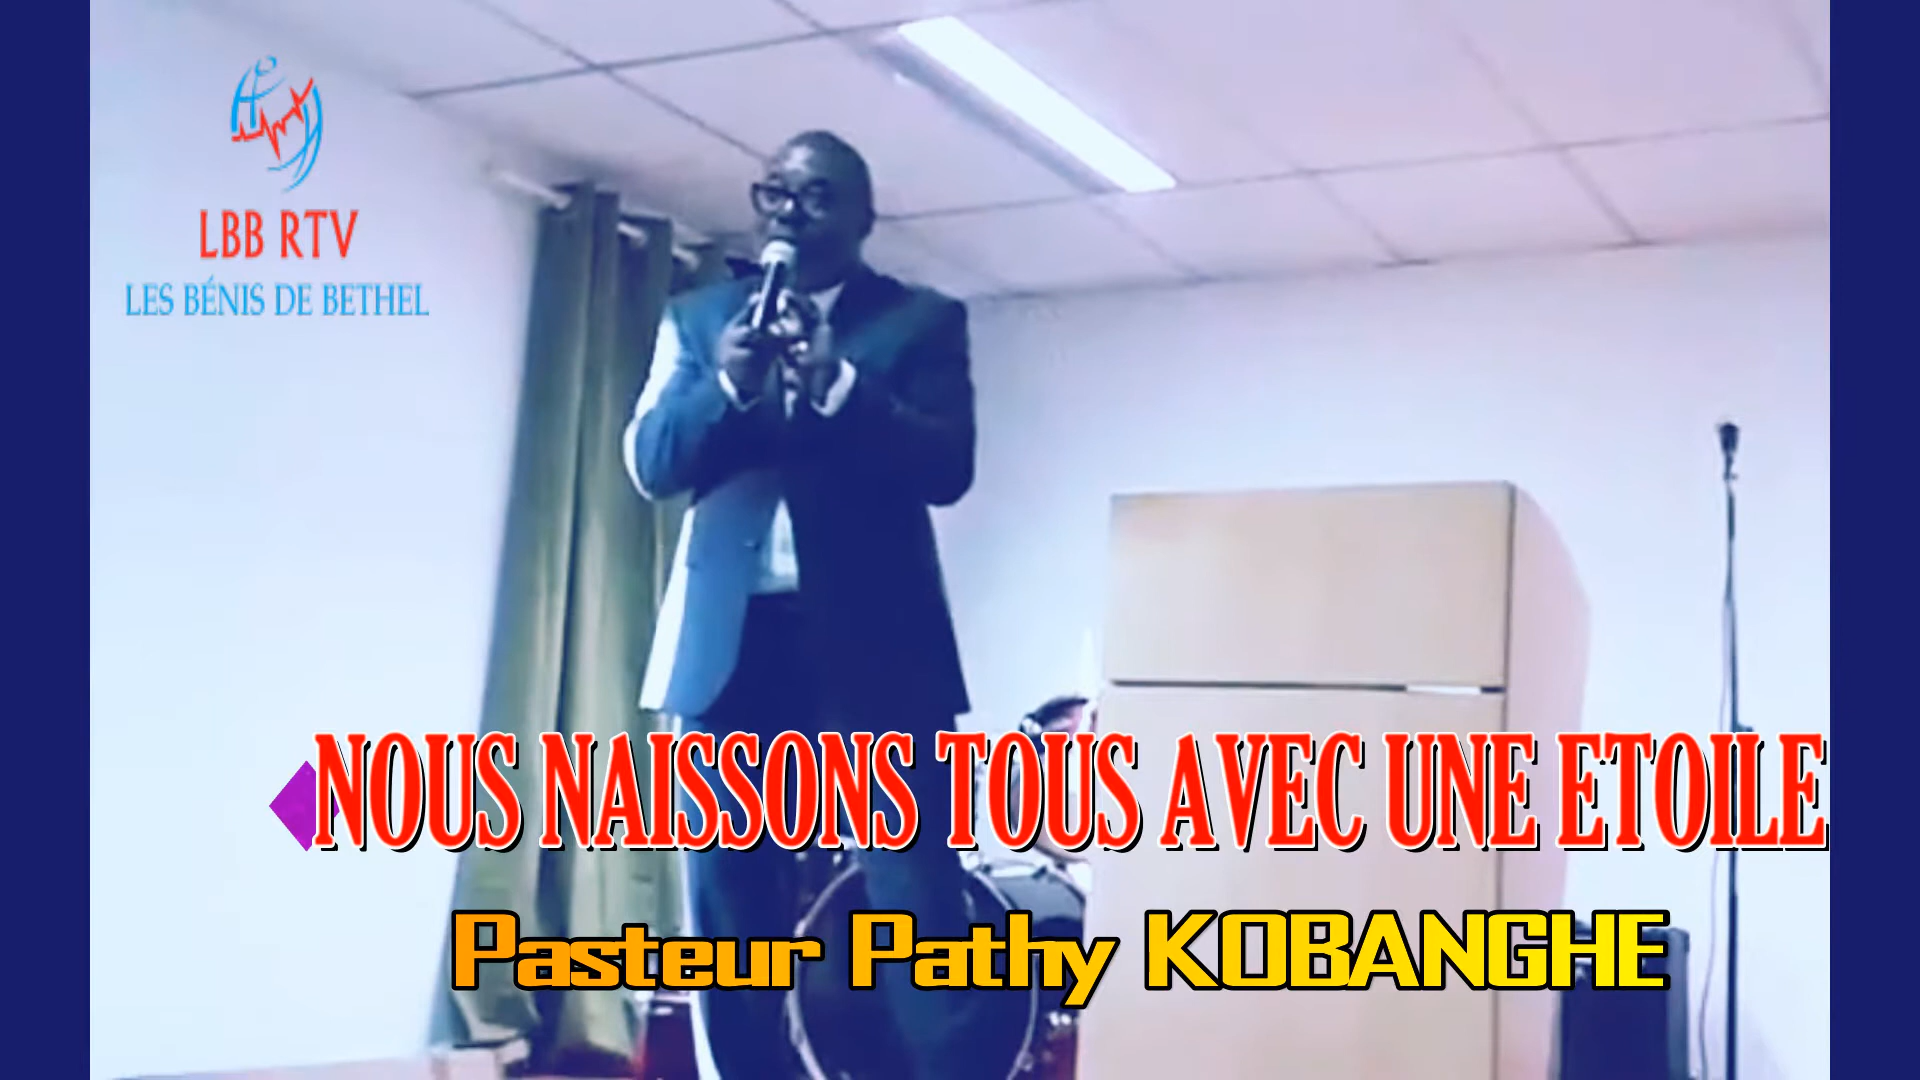 LBB RTV
LES BÉNIS DE BETHEL
NOUS NAISSONS TOUS AVEC UNE ETOILE
Pasteur Pathy KOBANGHE